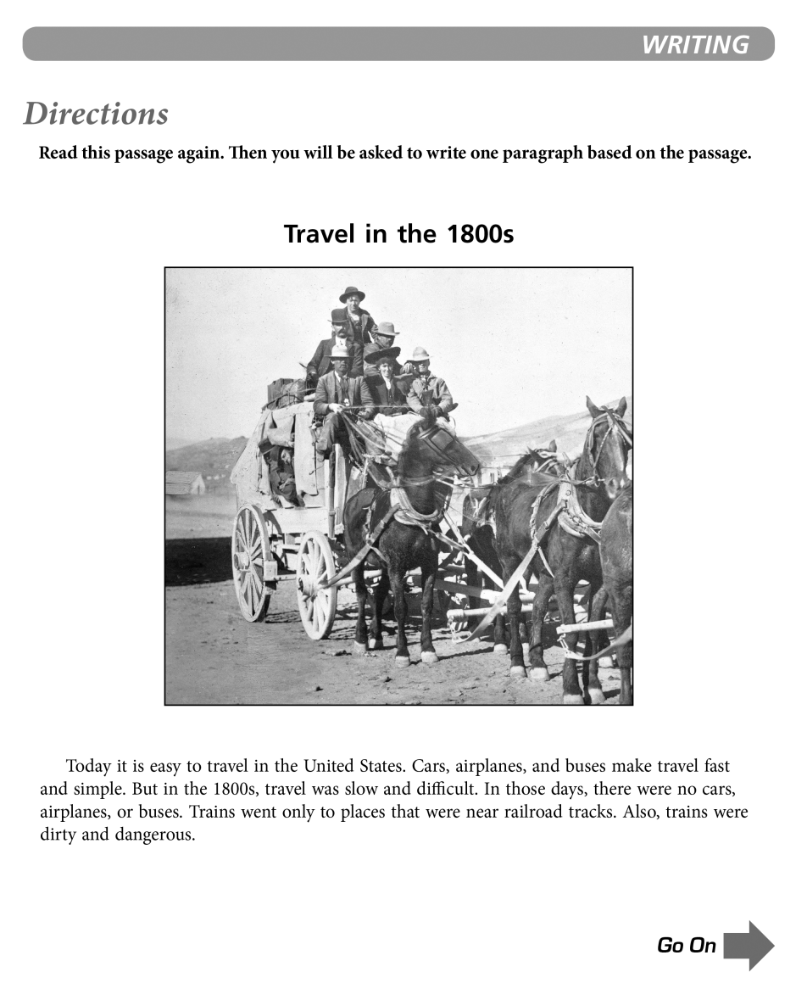 WRITING
Directions
Read this passage again. Then you will be asked to write one paragraph based on the passage.
Travel in the 1800s
Today it is easy to travel in the United States. Cars, airplanes, and buses make travel fast
and simple. But in the 1800s, travel was slow and difficult. In those days, there were no cars,
airplanes, or buses. Trains went only to places that were near railroad tracks. Also, trains were
dirty and dangerous.
Go On